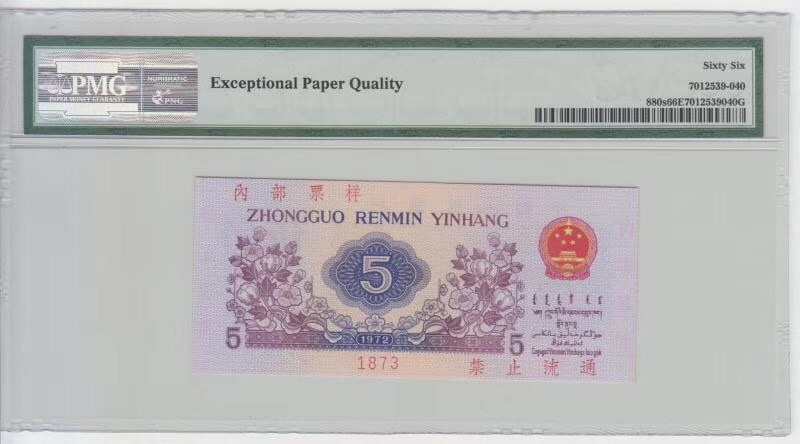 PMG
PAPER MONEY GUARANTY
NUMISMATIC
PNG
Exceptional Paper Quality
Sixty Six
7012539-040
880s66E7012539040G
內部票样
ZHONGGUO RENMIN YINHANG
5
5
5
1972
1873
禁止流通